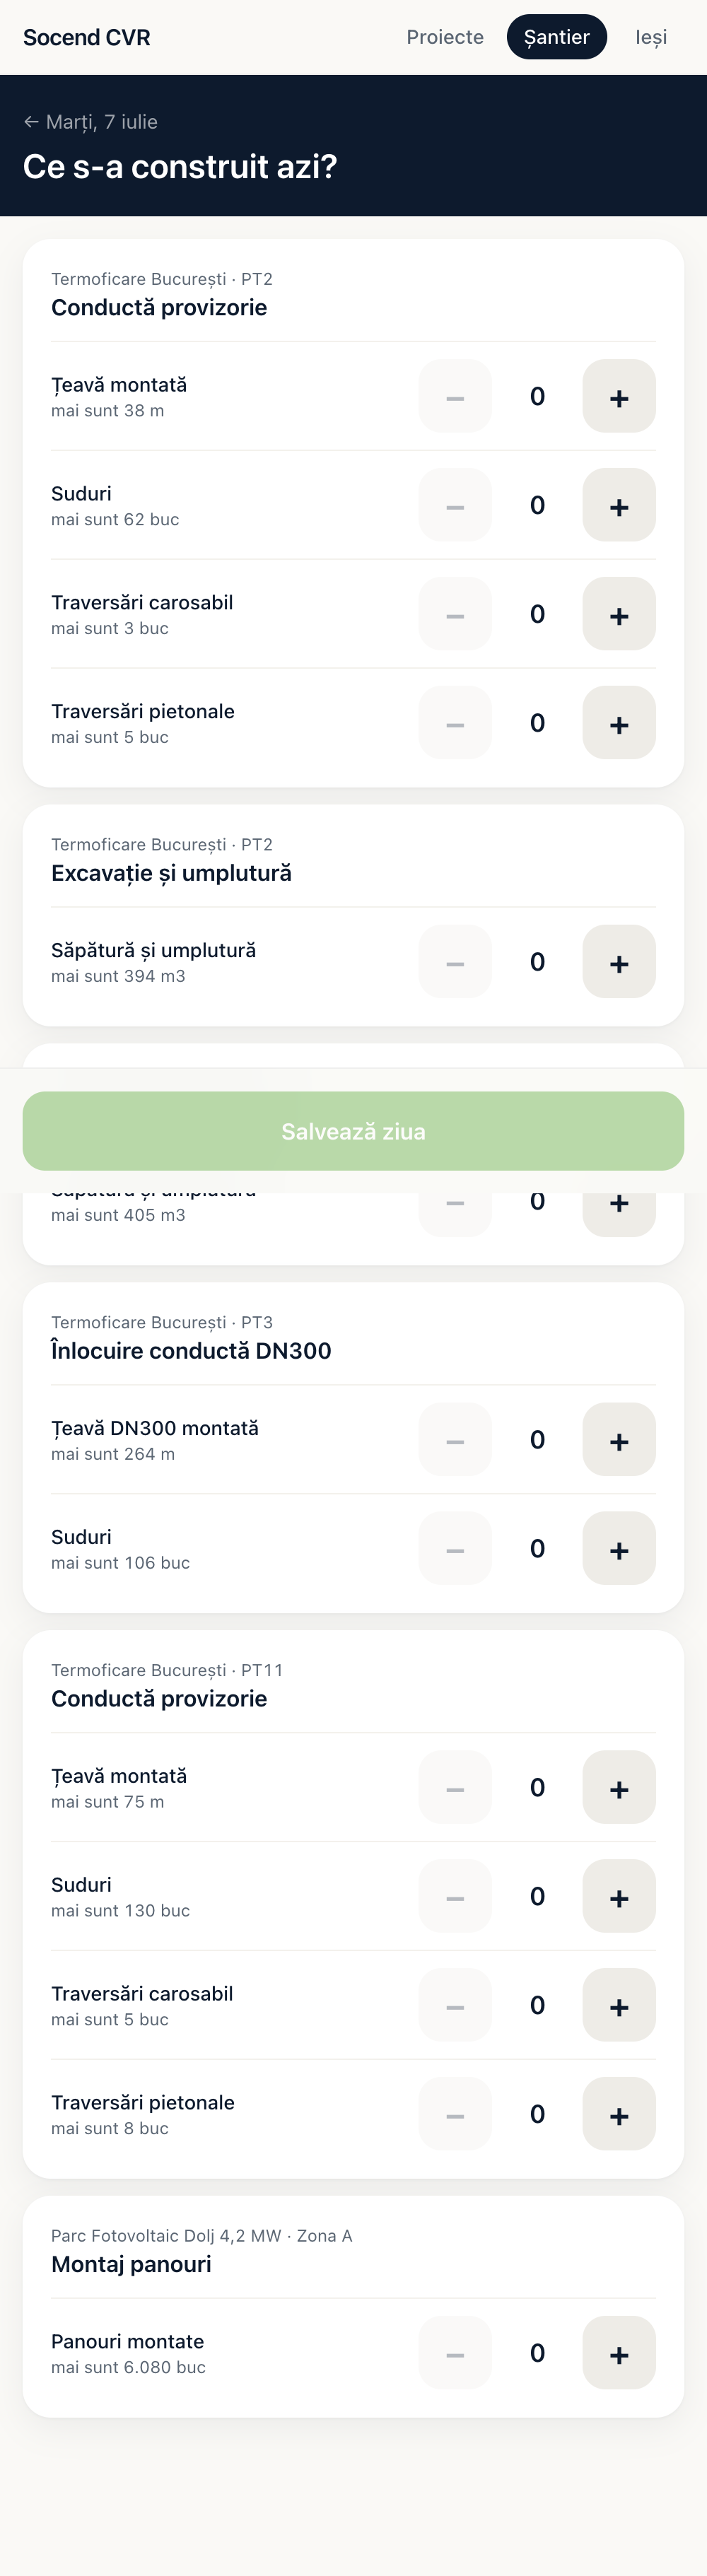 Socend CVR
Proiecte
Șantier
Ieși
← Marți, 7 iulie
Ce s-a construit azi?
Termoficare București · PT2
Conductă provizorie
Țeavă montată
mai sunt 38 m
– 0 +
Suduri
mai sunt 62 buc
– 0 +
Traversări carosabil
mai sunt 3 buc
– 0 +
Traversări pietonale
mai sunt 5 buc
– 0 +
Termoficare București · PT2
Excavație și umplutură
Săpătură și umplutură
mai sunt 394 m3
– 0 +
Salvează ziua
Săpătură și umplutură
mai sunt 405 m3
– 0 +
Termoficare București · PT3
Înlocuire conductă DN300
Țeavă DN300 montată
mai sunt 264 m
– 0 +
Suduri
mai sunt 106 buc
– 0 +
Termoficare București · PT11
Conductă provizorie
Țeavă montată
mai sunt 75 m
– 0 +
Suduri
mai sunt 130 buc
– 0 +
Traversări carosabil
mai sunt 5 buc
– 0 +
Traversări pietonale
mai sunt 8 buc
– 0 +
Parc Fotovoltaic Dolj 4,2 MW · Zona A
Montaj panouri
Panouri montate
mai sunt 6.080 buc
– 0 +